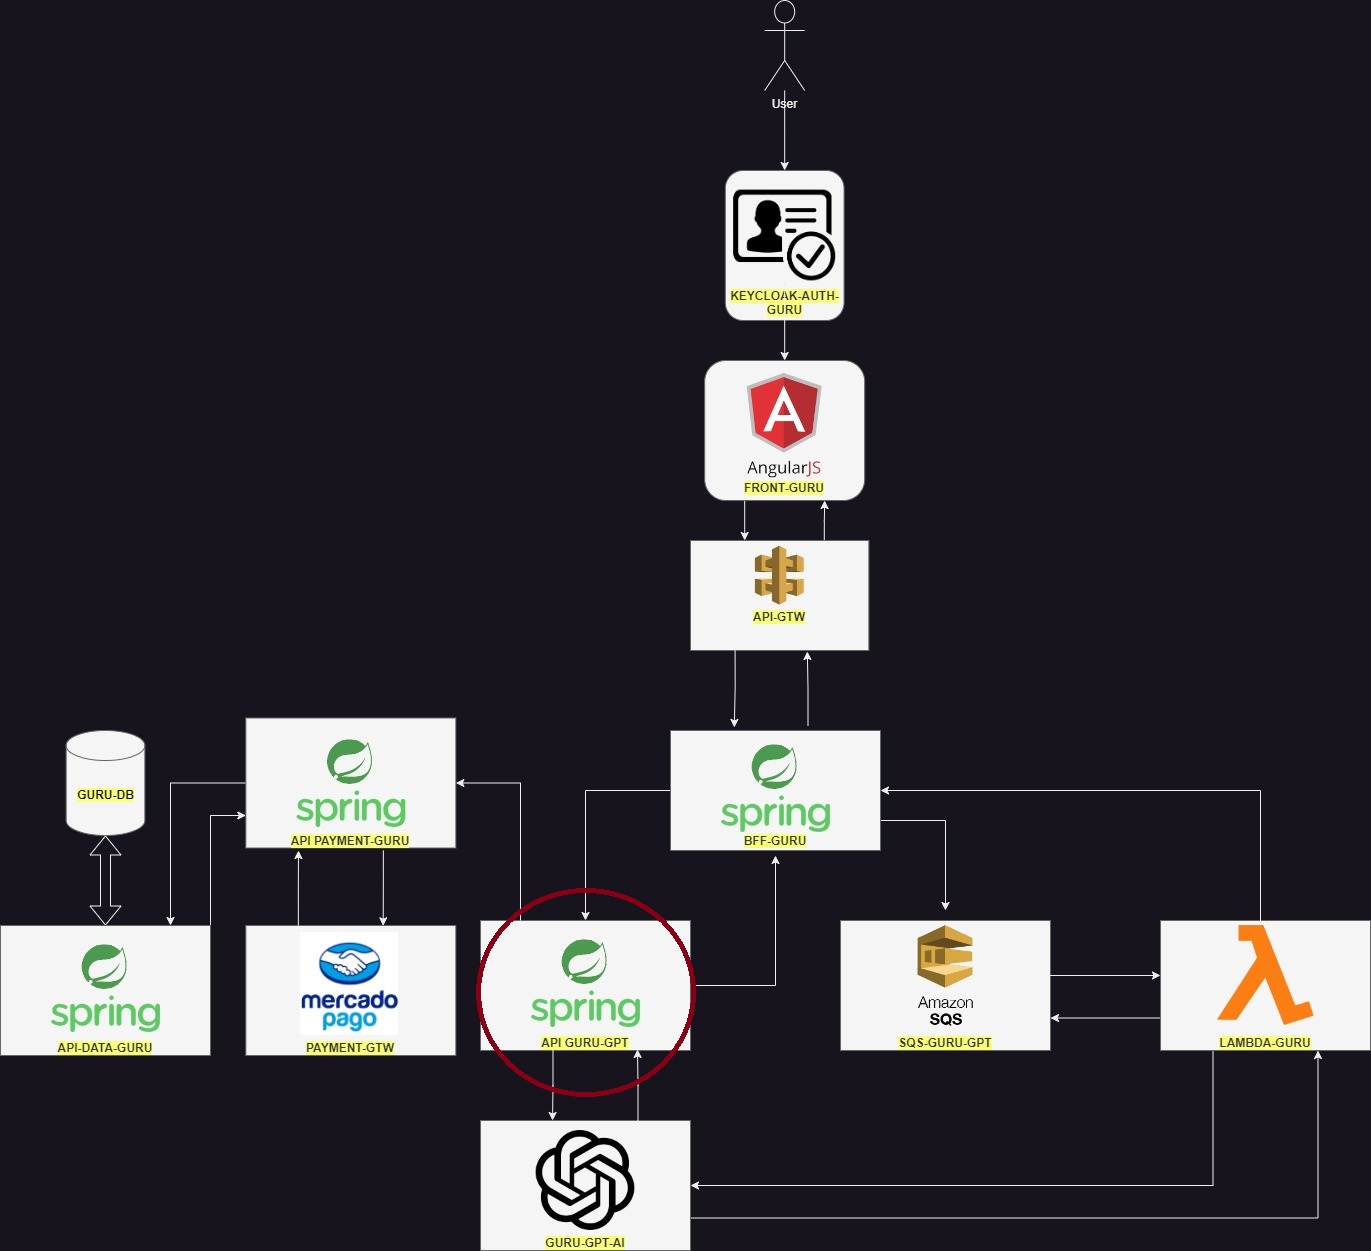 User
KEYCLOAK-AUTH-
GURU
AngularJS
FRONT-GURU
API-GTW
GURU-DB
spring
API PAYMENT-GURU
spring
BFF-GURU
spring
API-DATA-GURU
mercado
pago
PAYMENT-GTW
spring
API GURU-GPT
Amazon
SQS
SQS-GURU-GPT
LAMBDA-GURU
GURU-GPT-AI